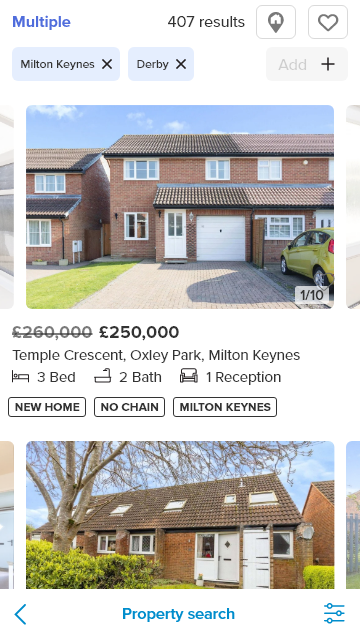 Multiple 407 results
Milton Keynes Derby Add
1/10
£260,000 £250,000
Temple Crescent, Oxley Park, Milton Keynes
3 Bed 2 Bath 1 Reception
NEW HOME NO CHAIN MILTON KEYNES
Property search